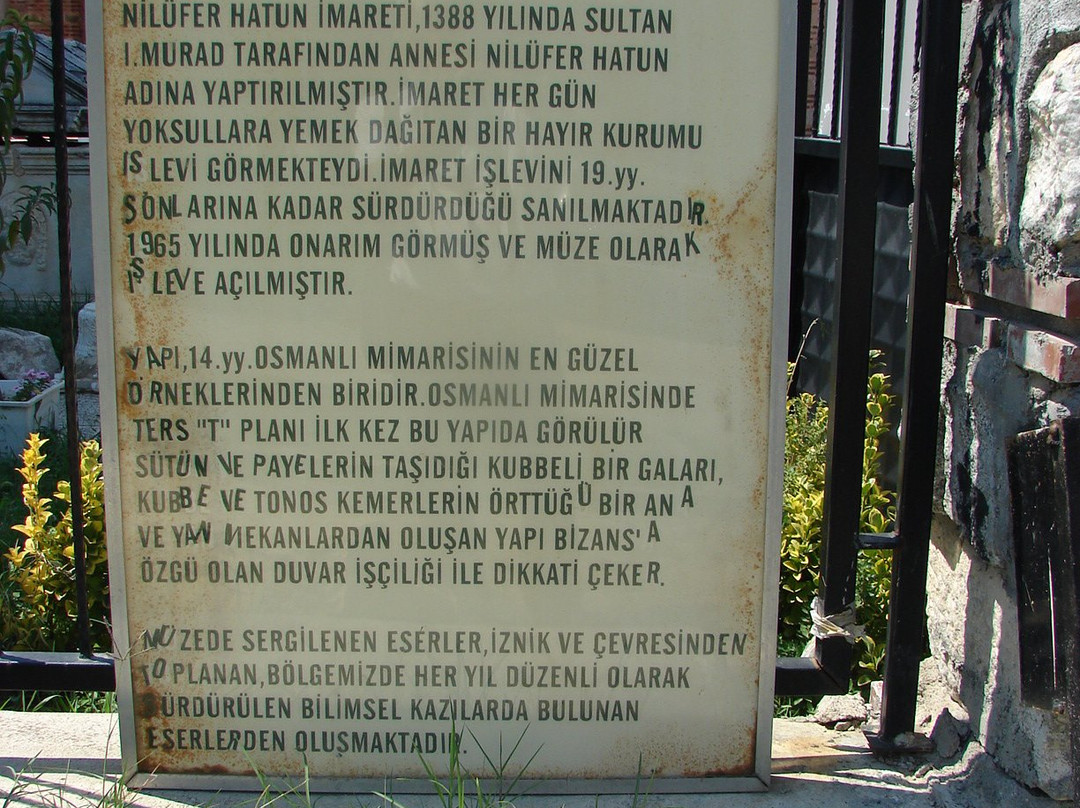 NİLÜFER HATUN İMARETİ,1388 YILINDA SULTAN
I.MURAD TARAFINDAN ANNESİ NİLÜFER HATUN
ADINA YAPTIRILMIŞTIR.İMARET HER GÜN
YOKSULLARA YEMEK DAĞITAN BİR HAYIR KURUMU
İŞLEVİ GÖRMEKTEYDİ.İMARET İŞLEVİNİ 19.yy.
SONLARINA KADAR SÜRDÜRDÜĞÜ SANILMAKTADIR.
1965 YILINDA ONARIM GÖRMÜŞ VE MÜZE OLARAK
İŞLEVE AÇILMIŞTIR.
YAPI,14.yy.OSMANLI MİMARİSİNİN EN GÜZEL
ÖRNEKLERİNDEN BİRİDİR.OSMANLI MİMARİSİNDE
TERS "T" PLANI İLK KEZ BU YAPIDA GÖRÜLÜR
SÜTUN VE PAYELERİN TAŞIDIĞI KUBBELİ BİR GALARI,
KUBBE VE TONOS KEMERLERİN ÖRTTÜĞÜ BİR ANA
VE YAN MEKANLARDAN OLUŞAN YAPI BİZANS'A
ÖZGÜ OLAN DUVAR İŞÇİLİĞİ İLE DİKKATİ ÇEKER.
MÜZEDE SERGİLENEN ESERLER,İZNİK VE ÇEVRESİNDEN
TOPLANAN,BÖLGEMİZDE HER YIL DÜZENLİ OLARAK
SÜRDÜRÜLEN BİLİMSEL KAZILARDA BULUNAN
ESERLERDEN OLUŞMAKTADIR.